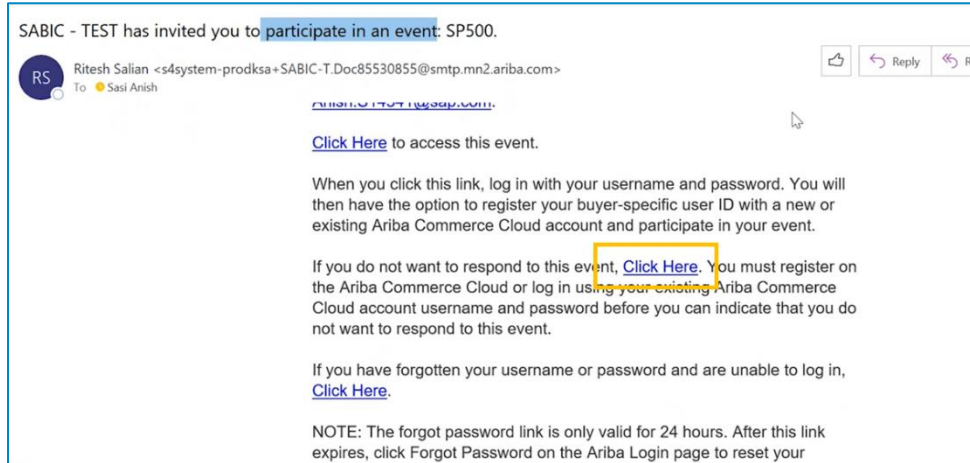 SABIC - TEST has invited you to participate in an event: SP500.
RS
Ritesh Salian <s4system-prodksa+SABIC-T.Doc85530855@smtp.mn2.ariba.com>
To Sasi Anish
Reply
R
Click Here to access this event.
When you click this link, log in with your username and password. You will
then have the option to register your buyer-specific user ID with a new or
existing Ariba Commerce Cloud account and participate in your event.
If you do not want to respond to this event, Click Here. You must register on
the Ariba Commerce Cloud or log in using your existing Ariba Commerce
Cloud account username and password before you can indicate that you do
not want to respond to this event.
If you have forgotten your username or password and are unable to log in,
Click Here.
NOTE: The forgot password link is only valid for 24 hours. After this link
expires, click Forgot Password on the Ariba Login page to reset your